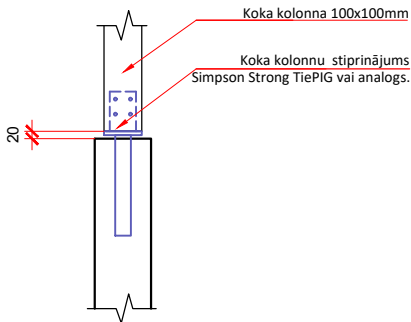 Koka kolonna 100x100mm
Koka kolonnu stiprinājums
Simpson Strong TiePIG vai analogs.
20